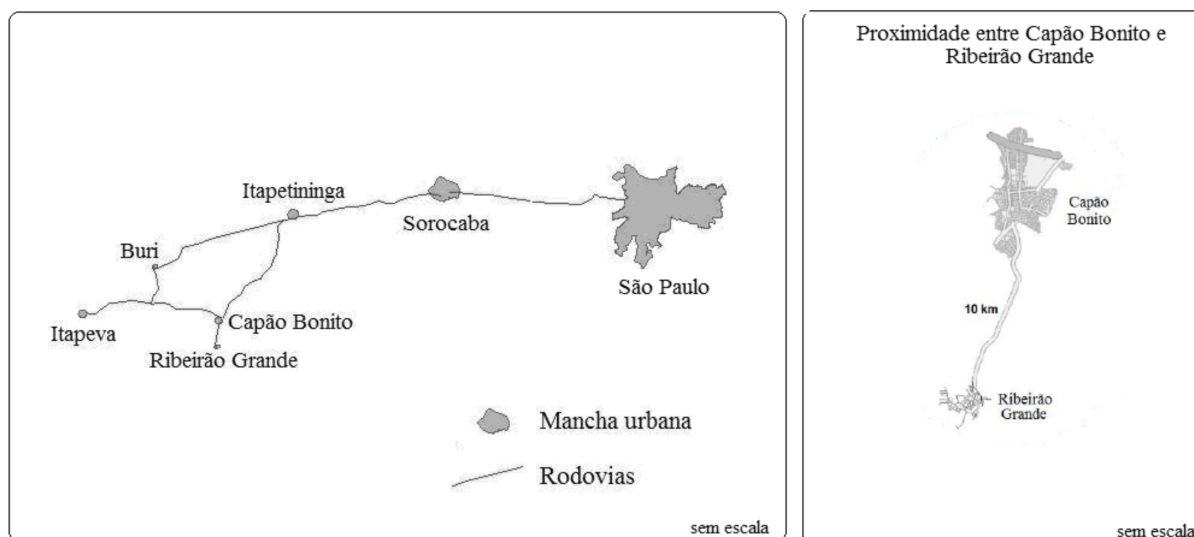 Itapetininga
Sorocaba
Buri
São Paulo
Itapeva
Capão Bonito
Ribeirão Grande
Mancha urbana
Rodovias
sem escala
Proximidade entre Capão Bonito e
Ribeirão Grande
Capão
Bonito
10 km
Ribeirão
Grande
sem escala